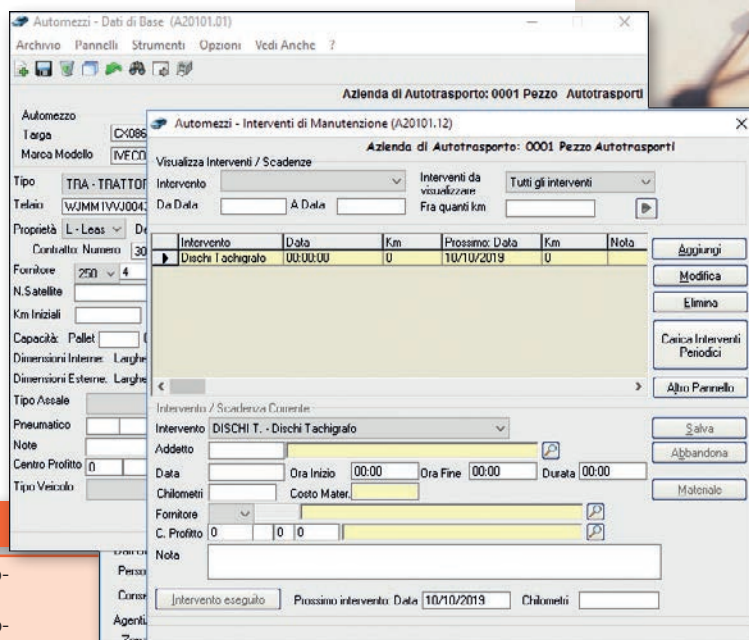 Automezzi - Dati di Base (A20101.01)
Archivio Pannelli Strumenti Opzioni Vedi Anche ?
Azienda di Autotrasporto: 0001 Pezzo Autotrasporti
Automezzo
Targa CX086
Marca Modello IVECO
Tipo TRA - TRATTOR
Telaio WJMM1VVJ004
Proprietà L - Leas De
Contratto: Numero 30
Fornitore 250 4
N.Satellite
Km Iniziali
Capacità: Pallet
Dimensioni Interne: Larghe
Dimensioni Esterne: Larghe
Tipo Assale
Pneumatico
Note
Centro Profitto 0
Tipo Veicolo
Automezzi - Interventi di Manutenzione (A20101.12)
Azienda di Autotrasporto: 0001 Pezzo Autotrasporti
Visualizza Interventi / Scadenze
Intervento Interventi da visualizzare Tutti gli interventi
Da Data A Data Fra quanti km
Intervento Data Km Prossimo: Data Km Nota
Dischi Tachigrafo 00:00:00 0 10/10/2019 0
Aggiungi
Modifica
Elimina
Carica Interventi
Periodici
Altro Pannello
Intervento / Scadenza Corrente
Intervento DISCHI T. - Dischi Tachigrafo
Addetto
Data Ora Inizio 00:00 Ora Fine 00:00 Durata 00:00
Chilometri Costo Mater.
Fornitore
C. Profitto 0 0 0
Nota
Salva
Abbandona
Materiale
Intervento eseguito Prossimo intervento: Data 10/10/2019 Chilometri
Perso
Conse
Agenti